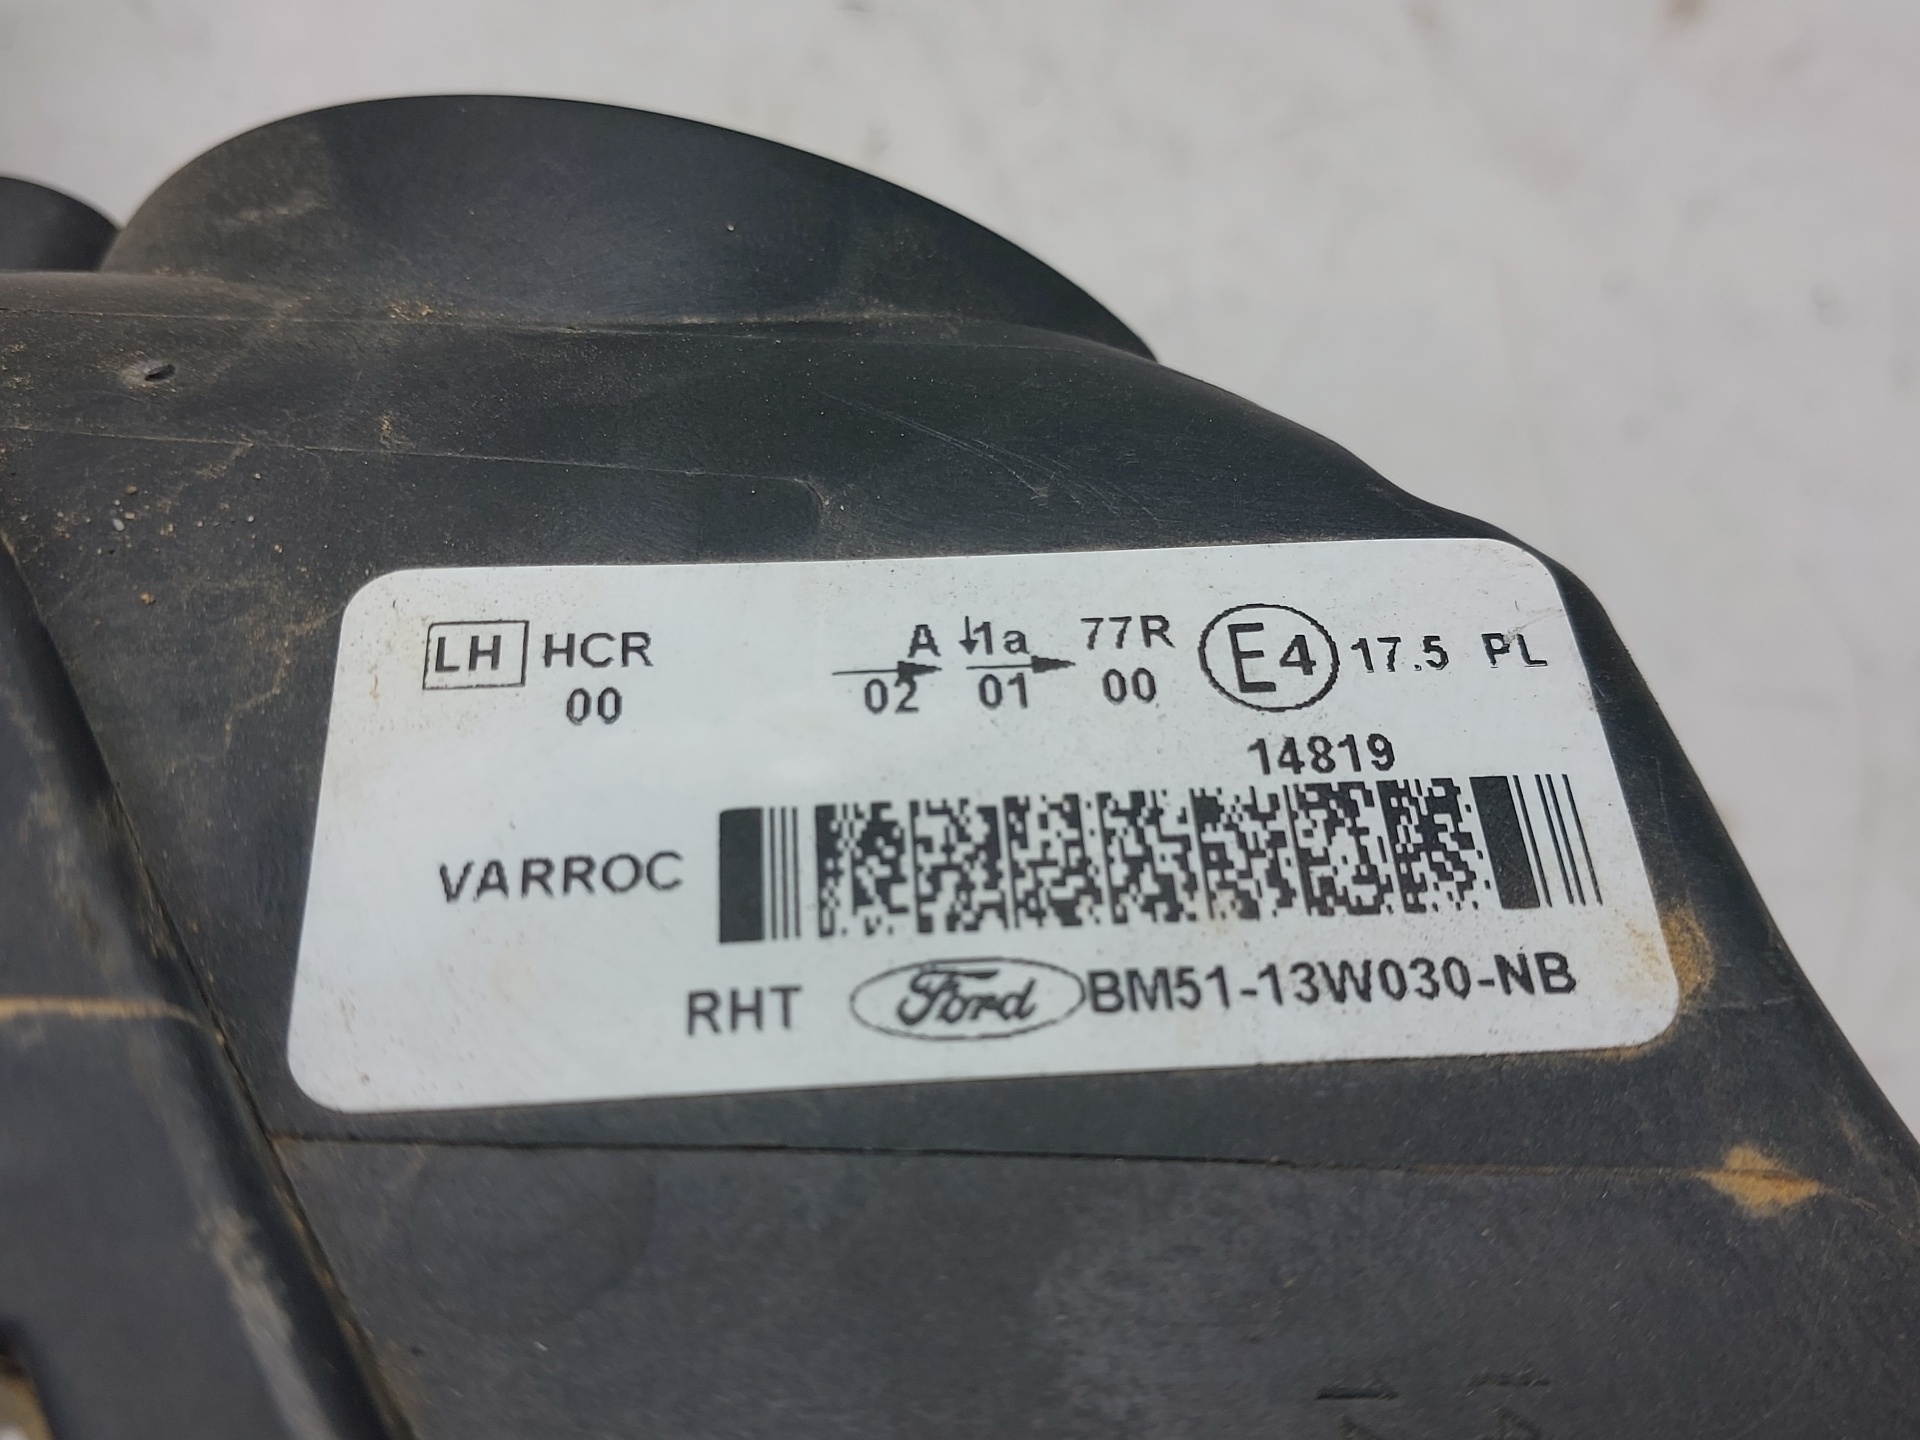 LH HCR A ↓1a 77R E4 17.5 PL
00 → 02 → 01 00
14819
VARROC
RHT Ford BM51-13W030-NB